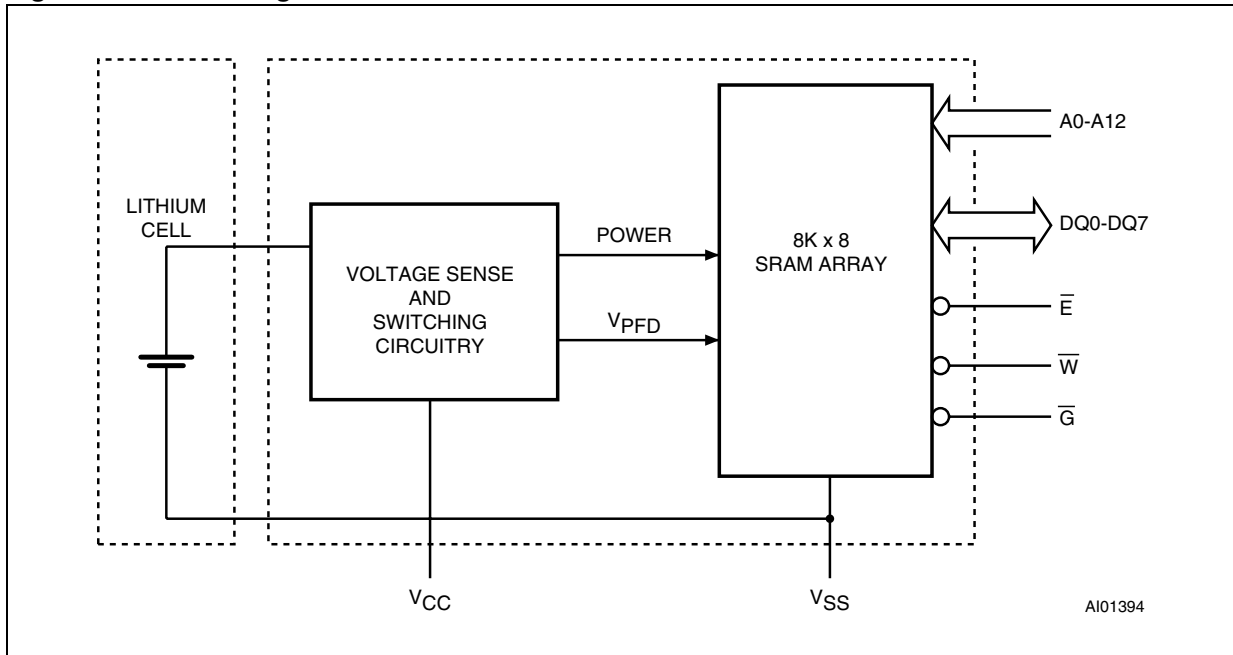 LITHIUM
CELL
VOLTAGE SENSE
AND
SWITCHING
CIRCUITRY
POWER
VPFD
8K x 8
SRAM ARRAY
A0-A12
DQ0-DQ7
E̅
W̅
G̅
VCC
VSS
AI01394